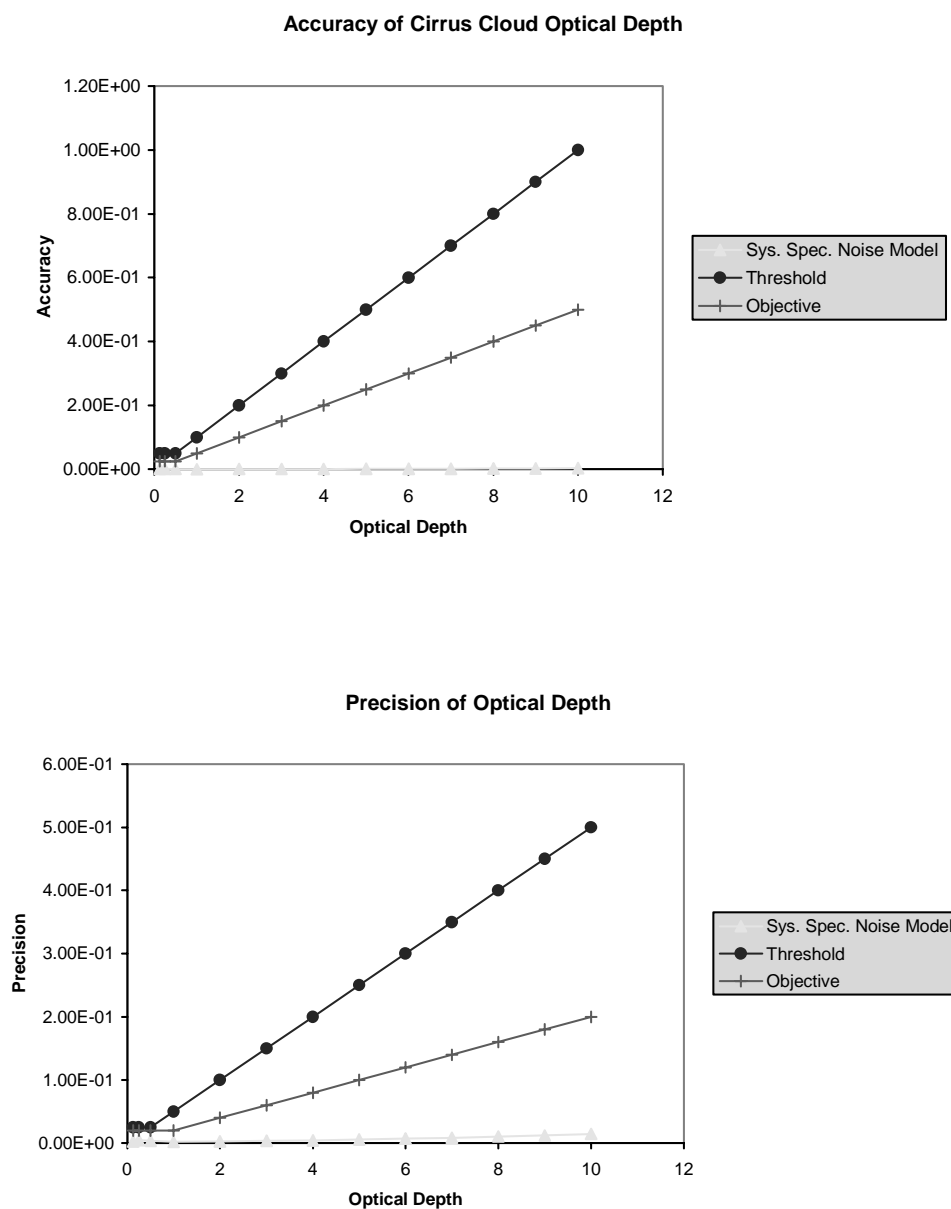 Accuracy of Cirrus Cloud Optical Depth
1.20E+00
1.00E+00
8.00E-01
6.00E-01
4.00E-01
2.00E-01
0.00E+00
Accuracy
0 2 4 6 8 10 12
Optical Depth
Sys. Spec. Noise Model
Threshold
Objective
Precision of Optical Depth
6.00E-01
5.00E-01
4.00E-01
3.00E-01
2.00E-01
1.00E-01
0.00E+00
Precision
0 2 4 6 8 10 12
Optical Depth
Sys. Spec. Noise Model
Threshold
Objective